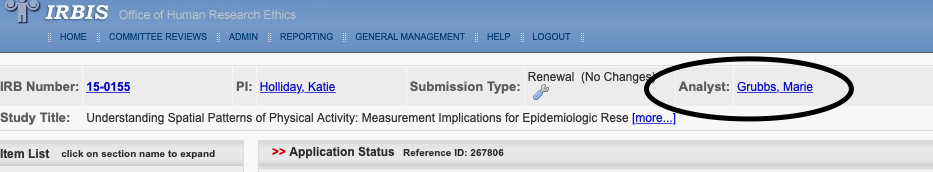 IRBIS Office of Human Research Ethics
HOME COMMITTEE REVIEWS ADMIN REPORTING GENERAL MANAGEMENT HELP LOGOUT
IRB Number: 15-0155 PI: Holliday, Katie Submission Type: Renewal (No Changes) Analyst: Grubbs, Marie
Study Title: Understanding Spatial Patterns of Physical Activity: Measurement Implications for Epidemiologic Rese [more...]
Item List click on section name to expand >> Application Status Reference ID: 267806